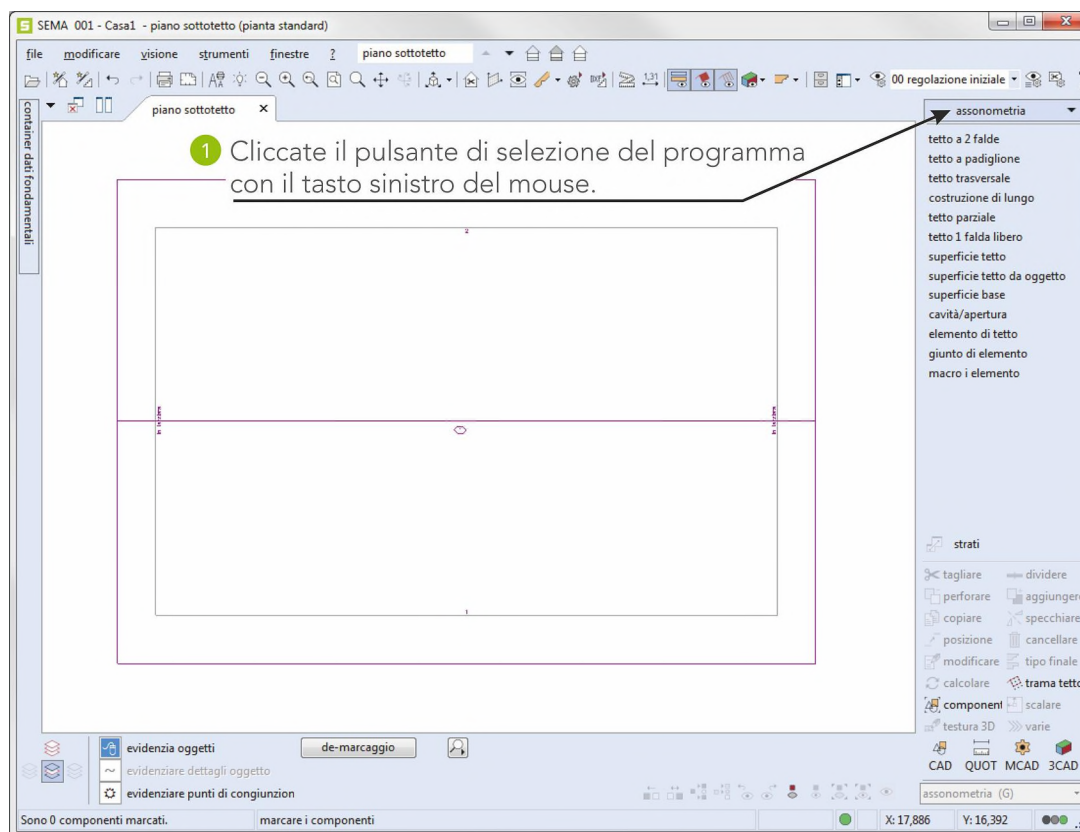 SEMA 001 - Casa1 - piano sottotetto (pianta standard)
file modificare visione strumenti finestre ? piano sottotetto
00 regolazione iniziale
container dati fondamentali
piano sottotetto
assonometria
1 Cliccate il pulsante di selezione del programma
con il tasto sinistro del mouse.
tetto a 2 falde
tetto a padiglione
tetto trasversale
costruzione di lungo
tetto parziale
tetto 1 falda libero
superficie tetto
superficie tetto da oggetto
superficie base
cavità/apertura
elemento di tetto
giunto di elemento
macro i elemento
2
1
strati
tagliare dividere
perforare aggiungere
copiare specchiare
posizione cancellare
modificare tipo finale
calcolare trama tetto
component scalare
testura 3D varie
CAD QUOT MCAD 3CAD
evidenzia oggetti de-marcaggio
evidenziare dettagli oggetto
evidenziare punti di congiunzion
assonometria (G)
Sono 0 componenti marcati. marcare i componenti X: 17,886 Y: 16,392